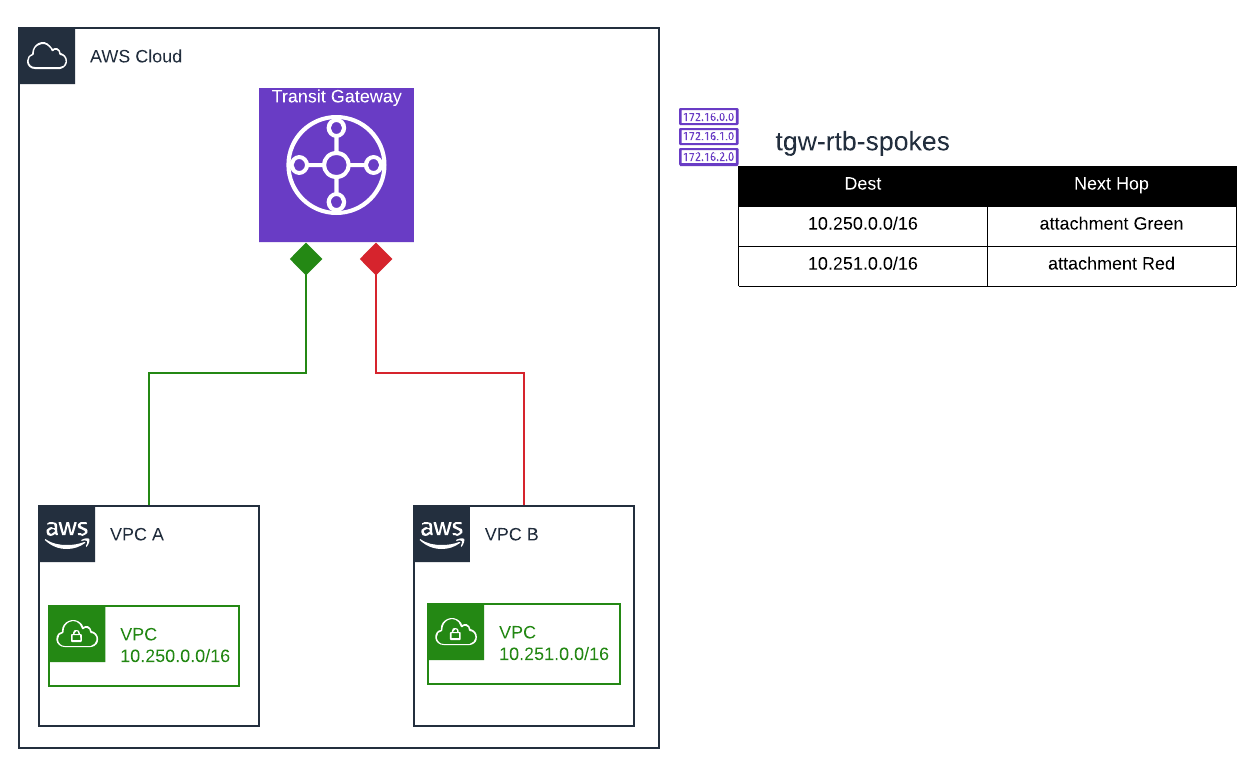 AWS Cloud
Transit Gateway
172.16.0.0
172.16.1.0
172.16.2.0
tgw-rtb-spokes
Dest Next Hop
10.250.0.0/16 attachment Green
10.251.0.0/16 attachment Red
aws VPC A
VPC
10.250.0.0/16
aws VPC B
VPC
10.251.0.0/16